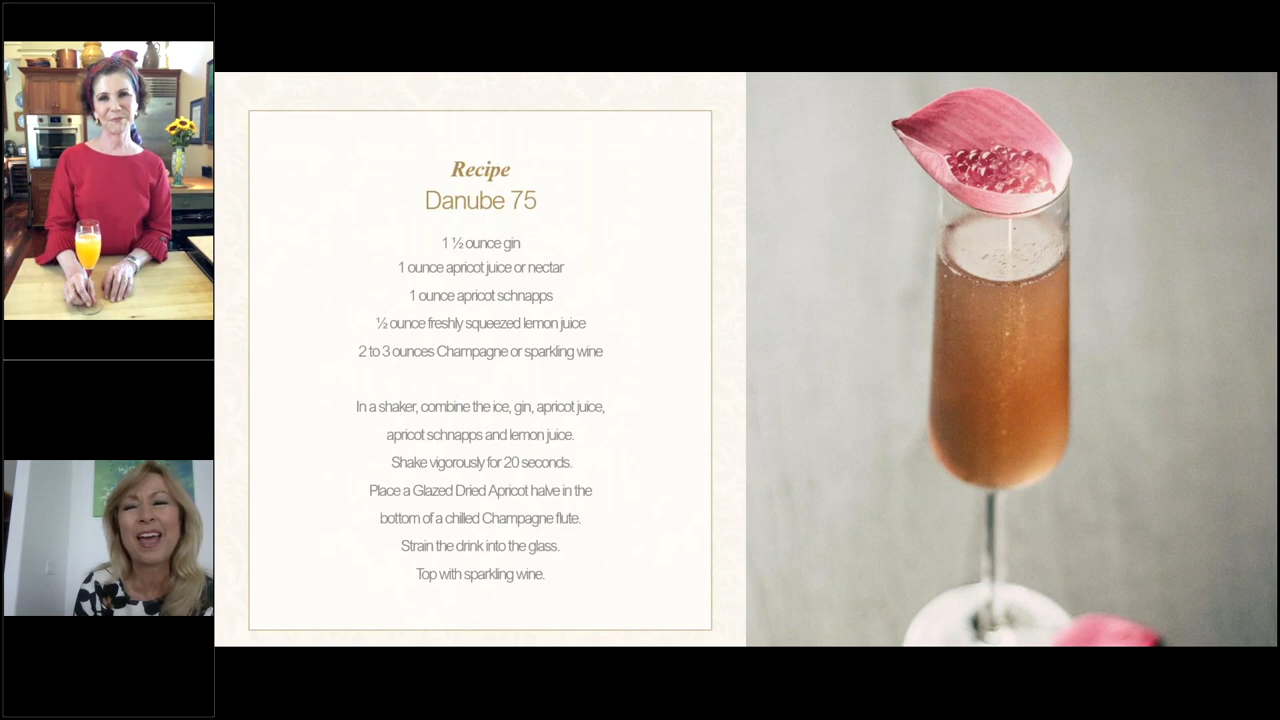 Recipe
Danube 75
1 ½ ounce gin
1 ounce apricot juice or nectar
1 ounce apricot schnapps
½ ounce freshly squeezed lemon juice
2 to 3 ounces Champagne or sparkling wine
In a shaker, combine the ice, gin, apricot juice,
apricot schnapps and lemon juice.
Shake vigorously for 20 seconds.
Place a Glazed Dried Apricot halve in the
bottom of a chilled Champagne flute.
Strain the drink into the glass.
Top with sparkling wine.